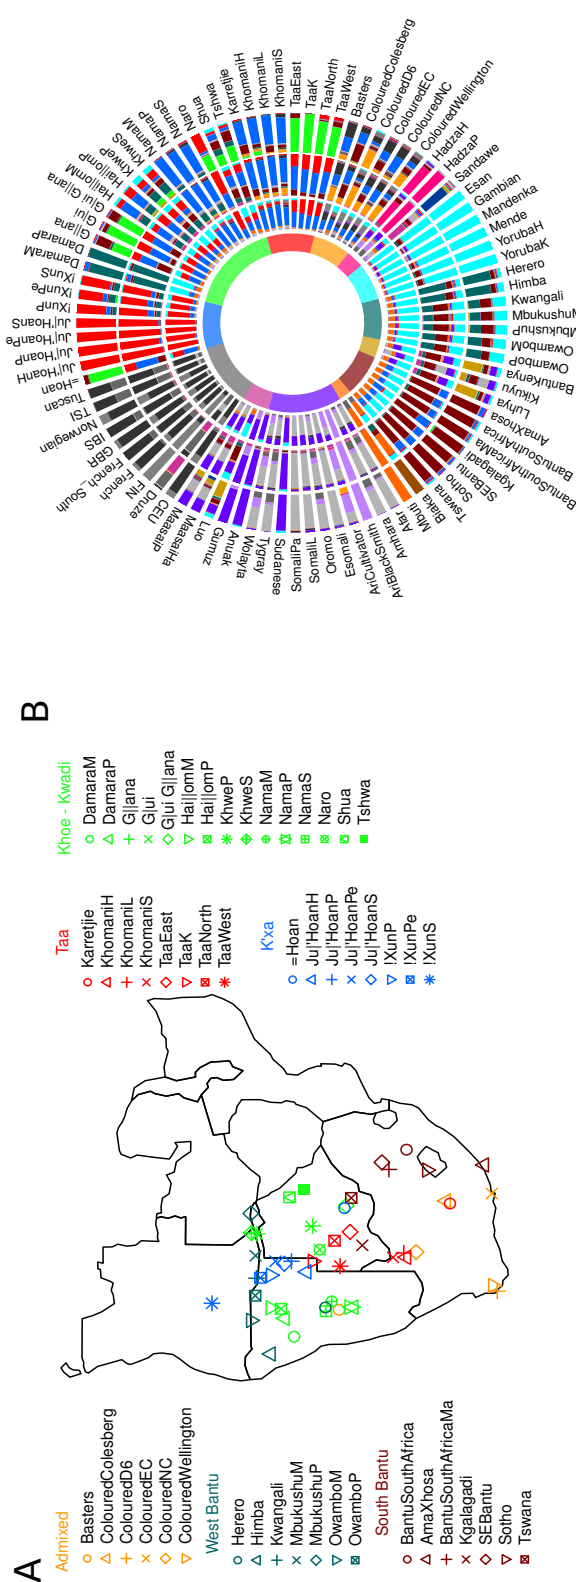 A
Admixed
Basters
ColouredColesberg
ColouredD6
ColouredEC
ColouredNC
ColouredWellington
West Bantu
Herero
Himba
Kwangali
MbukushuM
MbukushuP
OwamboM
OwamboP
South Bantu
BantuSouthAfrica
AmaXhosa
BantuSouthAfricaMa
Kgalagadi
SEBantu
Sotho
Tswana
Taa
Karretjie
KhomaniH
KhomaniL
KhomaniS
TaaEast
TaaK
TaaNorth
TaaWest
K'xa
=Hoan
Ju|'HoanH
Ju|'HoanP
Ju|'HoanPe
Ju|'HoanS
!XunP
!XunPe
!XunS
Khoe - Kwadi
DamaraM
DamaraP
G||ana
G|ui
G|ui G||ana
Hai||omM
Hai||omP
KhweP
KhweS
NamaM
NamaP
NamaS
Naro
Shua
Tshwa
B
TaaEast
TaaK
TaaNorth
TaaWest
Basters
ColouredColesberg
ColouredD6
ColouredEC
ColouredNC
ColouredWellington
HadzaH
HadzaP
Sandawe
Esan
Gambian
Mandenka
Mende
YorubaH
YorubaK
Herero
Himba
Kwangali
MbukushuM
MbukushuP
OwamboM
OwamboP
Bantukenya
Kikuyu
Luhya
AmaXhosa
BantuSouthAfrica
BantuSouthAfricaMa
Kgalagadi
SEBantu
Sotho
Tswana
Biaka
Mbuti
Afar
Amhara
AriBlackSmith
AriCultivator
Esomali
Oromo
SomaliL
SomaliPa
Sudanese
Tygray
Wolayta
Anuak
Gumuz
Luo
MaasaiHa
MaasaiP
CEU
Druze
FIN
French
French_South
GBR
IBS
Norwegian
TSI
Tuscan
=Hoan
Ju|'HoanH
Ju|'HoanP
Ju|'HoanPe
Ju|'HoanS
!XunP
!XunPe
!XunS
DamaraM
DamaraP
G||ana
G|ui
G|ui G||ana
Hai||omM
Hai||omP
KhweP
KhweS
NamaM
NamaP
NamaS
Naro
Shua
Tshwa
Karretjie
KhomaniH
KhomaniL
KhomaniS